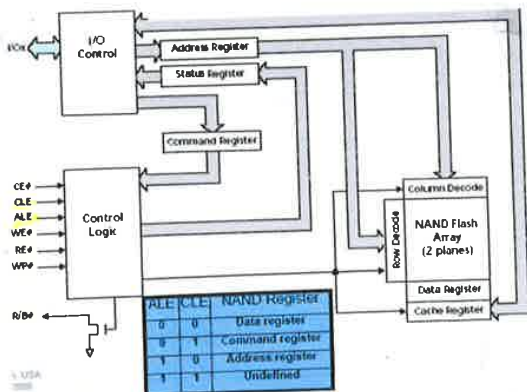 I/O Control
I/Ox
Address Register
Status Register
Command Register
CE#
CLE
ALE
WE#
RE#
WP#
Control Logic
R/B#
Column Decode
Row Decode
NAND Flash Array (2 planes)
Data Register
Cache Register
ALE CLE NAND Register
0 0 Data register
0 1 Command register
1 0 Address register
1 1 Undefined
USA